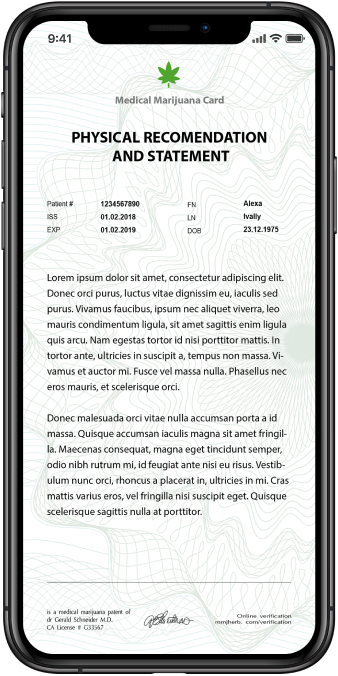 9:41
Medical Marijuana Card
PHYSICAL RECOMENDATION
AND STATEMENT
Patient # 1234567890 FN Alexa
ISS 01.02.2018 LN Ivally
EXP 01.02.2019 DOB 23.12.1975
Lorem ipsum dolor sit amet, consectetur adipiscing elit.
Donec orci purus, luctus vitae dignissim eu, iaculis sed
purus. Vivamus faucibus, ipsum nec aliquet viverra, leo
mauris condimentum ligula, sit amet sagittis enim ligula
quis arcu. Nam egestas tortor id nisi porttitor mattis. In
tortor ante, ultricies in suscipit a, tempus non massa. Vi-
vamus et auctor mi. Fusce vel massa nulla. Phasellus nec
eros mauris, et scelerisque orci.
Donec malesuada orci vitae nulla accumsan porta a id
massa. Quisque accumsan iaculis magna sit amet fringil-
la. Maecenas consequat, magna eget tincidunt semper,
odio nibh rutrum mi, id feugiat ante nisi eu risus. Vestib-
ulum nunc orci, rhoncus a placerat in, ultricies in mi. Cras
mattis varius eros, vel fringilla nisi suscipit eget. Quisque
scelerisque sagittis nulla at porttitor.
is a medical marijuana patent of
dr Gerald Schneider M.D.
CA License # G33567
Online verification
mmjherb. com/verification